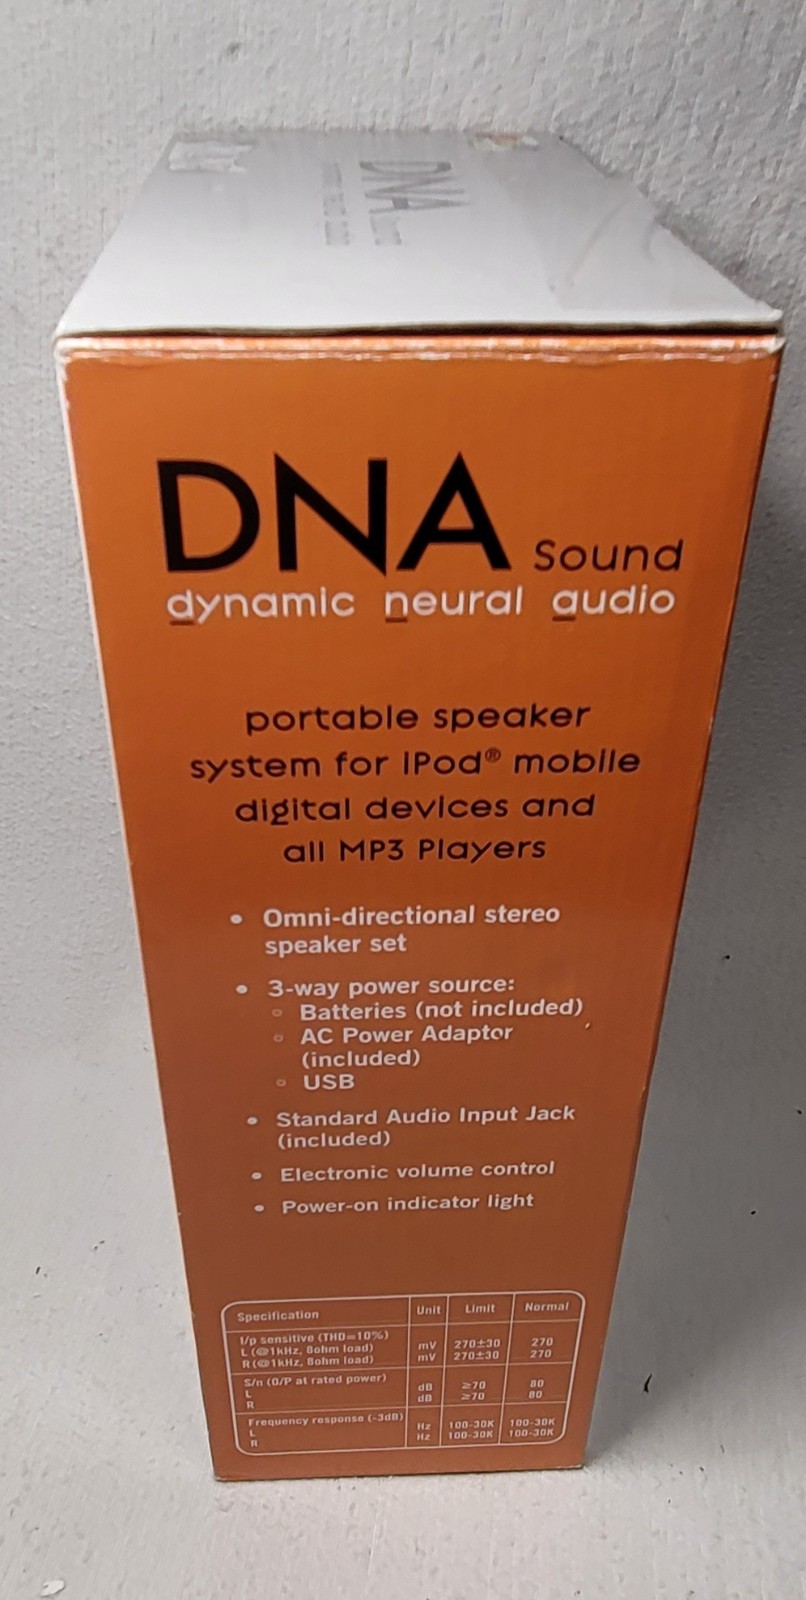 DNA
DNA Sound
dynamic neural audio
portable speaker
system for iPod® mobile
digital devices and
all MP3 Players
• Omni-directional stereo
speaker set
• 3-way power source:
○ Batteries (not included)
○ AC Power Adaptor
(included)
○ USB
• Standard Audio Input Jack
(included)
• Electronic volume control
• Power-on indicator light
Specification Unit Limit Normal
I/p sensitive (THD=10%)
L (@1kHz, 8ohm load) mV 270±30 270
R (@1kHz, 8ohm load) mV 270±30 270
S/n (O/P at rated power)
L dB ≥70 80
R dB ≥70 80
Frequency response (-3dB)
L Hz 100-30K 100-30K
R Hz 100-30K 100-30K